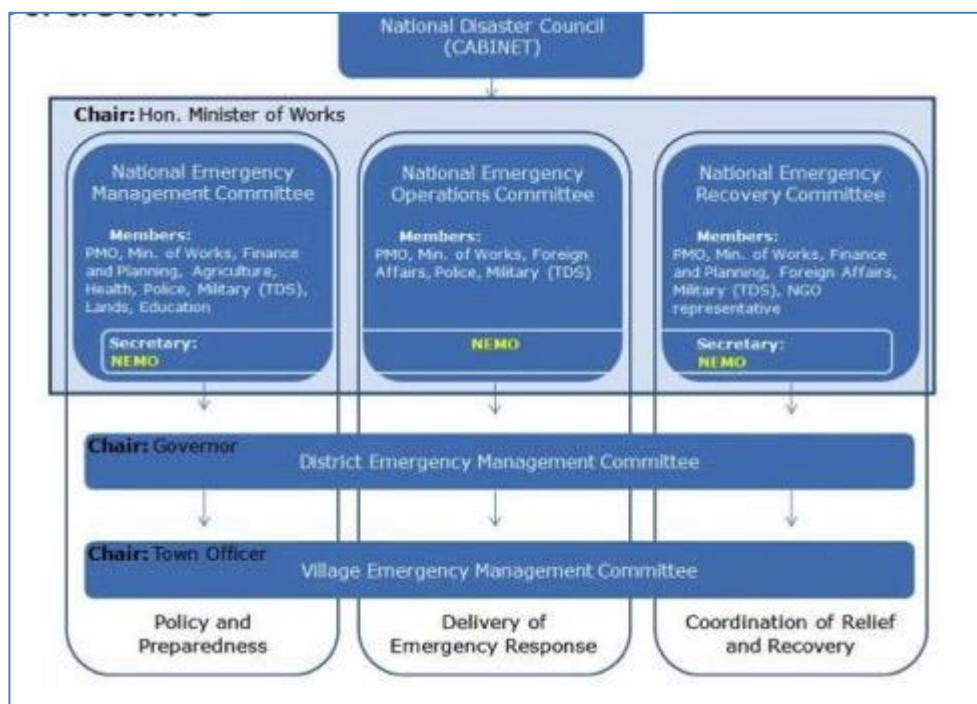 National Disaster Council
(CABINET)
Chair: Hon. Minister of Works
National Emergency
Management Committee
Members:
PMO, Min. of Works, Finance
and Planning, Agriculture,
Health, Police, Military (TDS),
Lands, Education
Secretary:
NEMO
National Emergency
Operations Committee
Members:
PMO, Min. of Works, Foreign
Affairs, Police, Military (TDS)
NEMO
National Emergency
Recovery Committee
Members:
PMO, Min. of Works, Finance
and Planning, Foreign Affairs,
Military (TDS), NGO
representative
Secretary:
NEMO
Chair: Governor
District Emergency Management Committee
Chair: Town Officer
Village Emergency Management Committee
Policy and
Preparedness
Delivery of
Emergency Response
Coordination of Relief
and Recovery